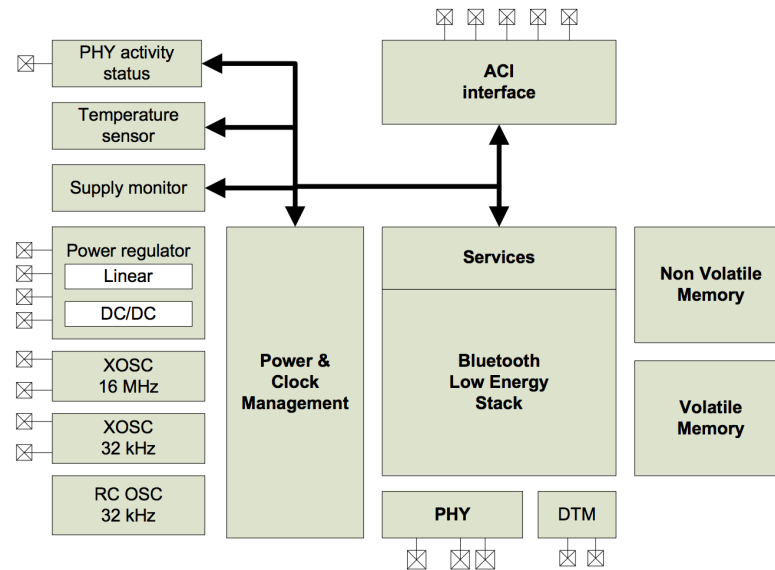 PHY activity
status
ACI
interface
Temperature
sensor
Supply monitor
Power regulator
Linear
DC/DC
Services
Non Volatile
Memory
XOSC
16 MHz
Power &
Clock
Management
Bluetooth
Low Energy
Stack
Volatile
Memory
XOSC
32 kHz
RC OSC
32 kHz
PHY
DTM